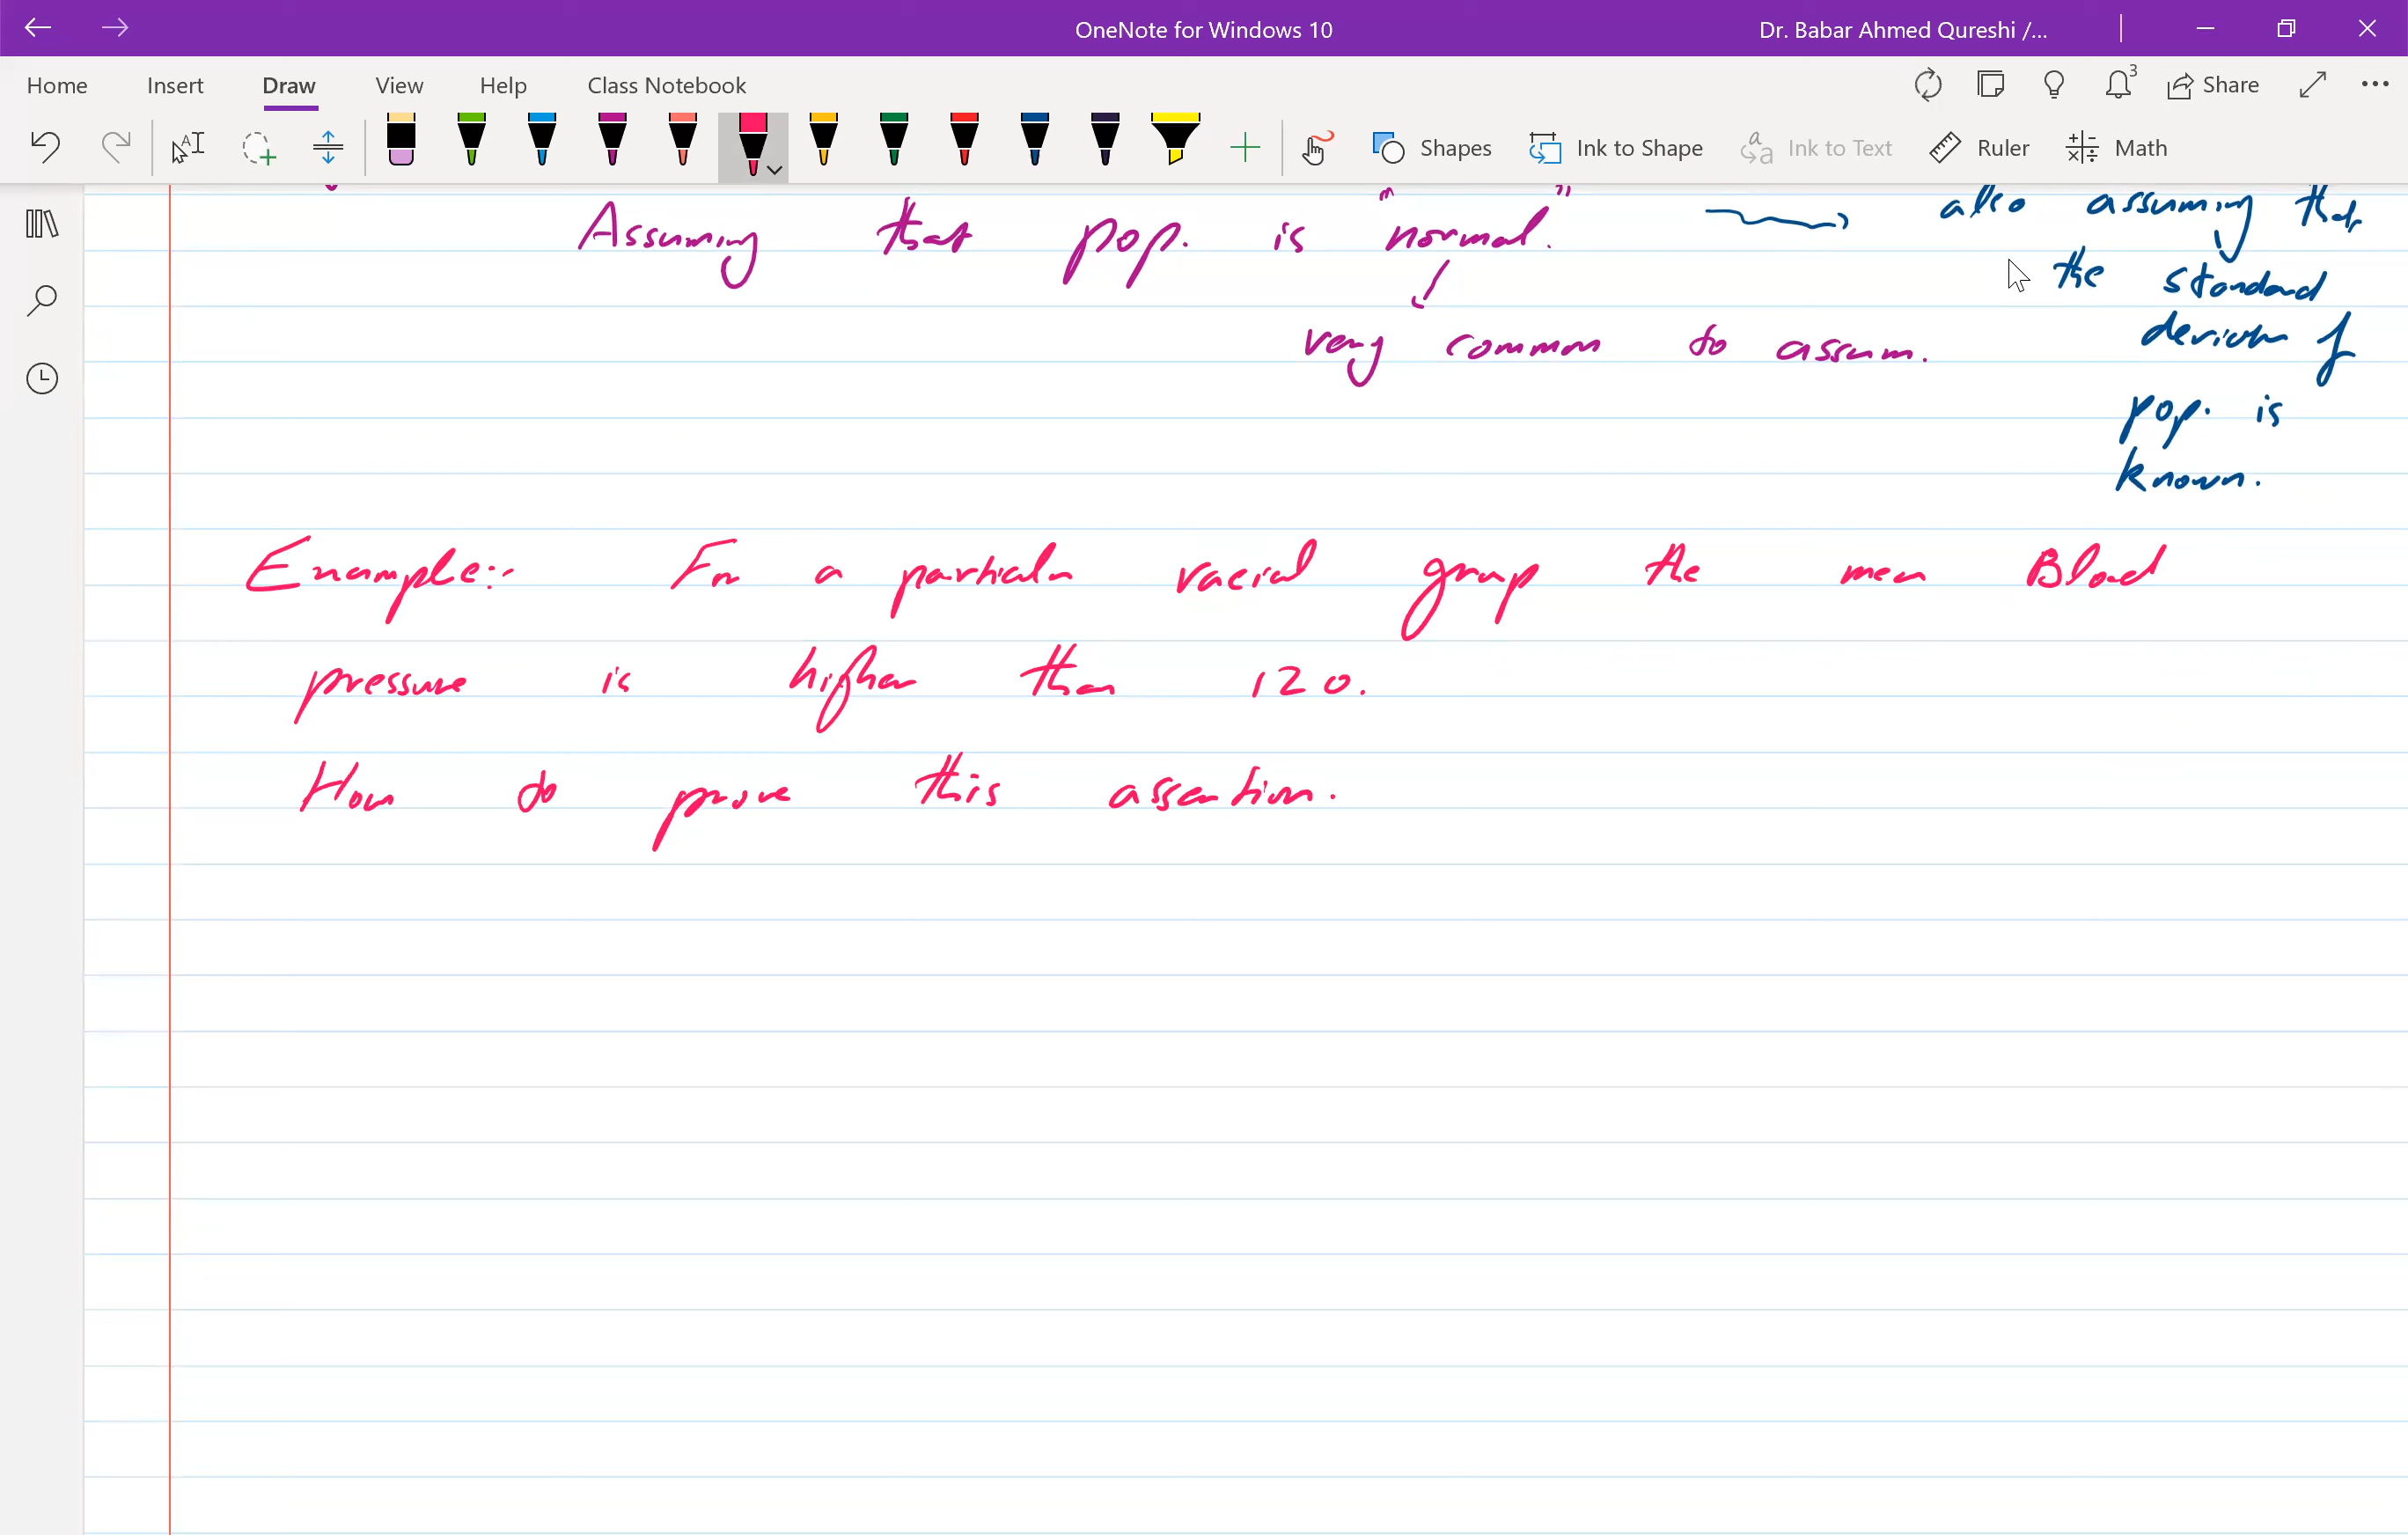 OneNote for Windows 10
Dr. Babar Ahmed Qureshi /...
Home Insert Draw View Help Class Notebook
3 Share
Shapes Ink to Shape Ink to Text Ruler Math
Assuming that pop. is "normal."
also assuming that
the standard
of
pop. is
known.
very common to assum.
Example:- For a racial group the mean Blood
pressure is higher than 120.
How do prove this assertion.